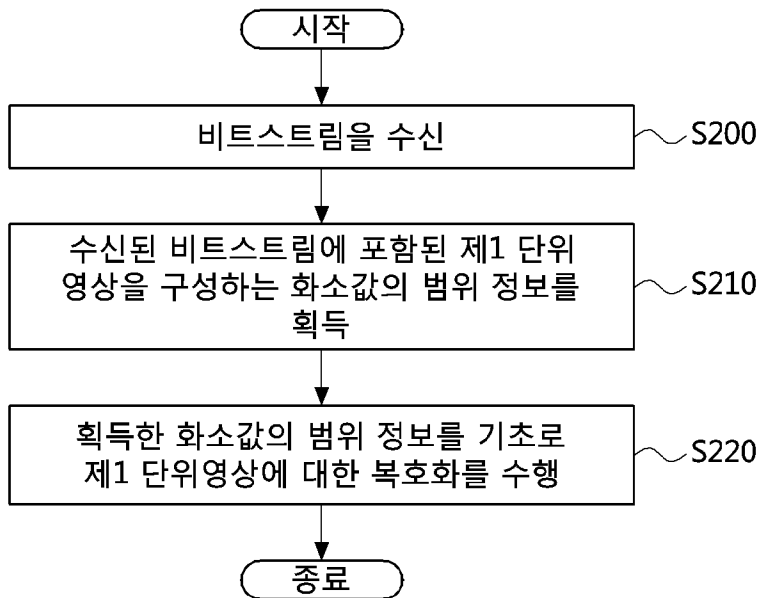 시작
비트스트림을 수신
S200
수신된 비트스트림에 포함된 제1 단위
영상을 구성하는 화소값의 범위 정보를
획득
S210
획득한 화소값의 범위 정보를 기초로
제1 단위영상에 대한 복호화를 수행
S220
종료